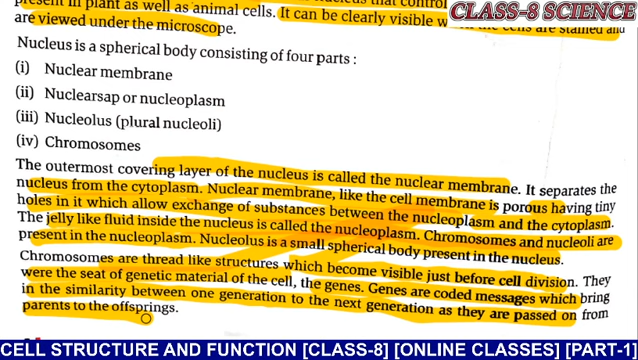 present in plant as well as animal cells. It can be clearly visible
CLASS-8 SCIENCE
are viewed under the microscope.
Nucleus is a spherical body consisting of four parts :
(i) Nuclear membrane
(ii) Nuclearsap or nucleoplasm
(iii) Nucleolus (plural nucleoli)
(iv) Chromosomes
The outermost covering layer of the nucleus is called the nuclear membrane. It separates the
nucleus from the cytoplasm. Nuclear membrane, like the cell membrane is porous having tiny
holes in it which allow exchange of substances between the nucleoplasm and the cytoplasm.
The jelly like fluid inside the nucleus is called the nucleoplasm. Chromosomes and nucleoli are
present in the nucleoplasm. Nucleolus is a small spherical body present in the nucleus.
Chromosomes are thread like structures which become visible just before cell division. They
were the seat of genetic material of the cell, the genes. Genes are coded messages which bring
in the similarity between one generation to the next generation as they are passed on from
parents to the offsprings.
CELL STRUCTURE AND FUNCTION [CLASS-8] [ONLINE CLASSES] [PART-1]